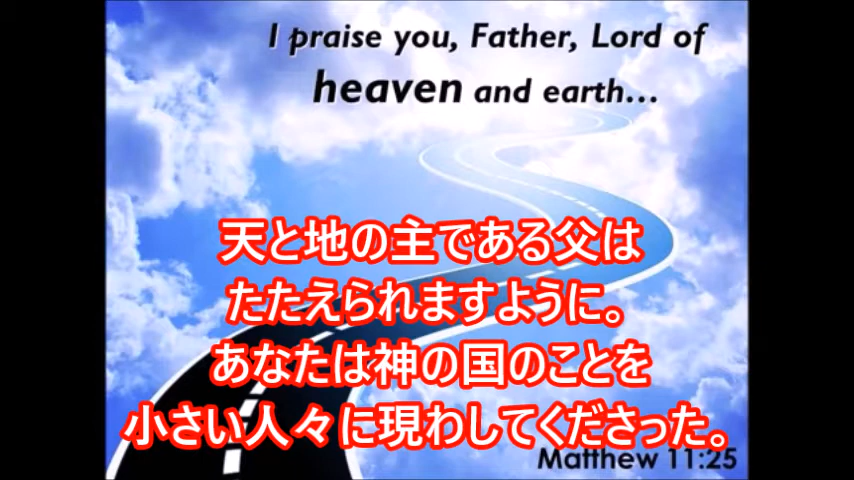 I praise you, Father, Lord of
heaven and earth...
天と地の主である父は
たたえられますように。
あなたは神の国のことを
小さい人々に現わしてくださった。
Matthew 11:25